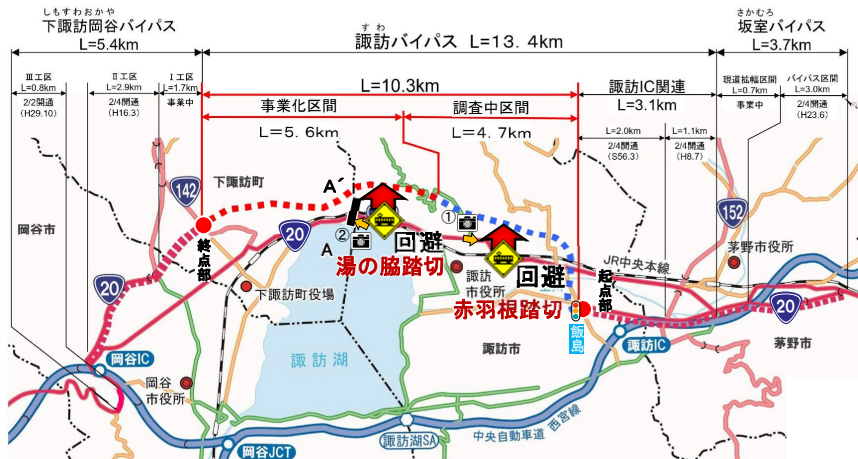 しもすわおかや
下諏訪岡谷バイパス
L=5.4km
すわ
諏訪バイパス L=13.4km
さかむろ
坂室バイパス
L=3.7km
Ⅲ工区
L=0.8km
2/2開通
(H29.10)
Ⅱ工区
L=2.9km
2/4開通
(H16.3)
Ⅰ工区
L=1.7km
事業中
L=10.3km
事業化区間
L=5.6km
調査中区間
L=4.7km
諏訪IC関連
L=3.1km
L=2.0km
2/4開通
(S56.3)
L=1.1km
2/4開通
(H8.7)
現道拡幅区間
L=0.7km
事業中
バイパス区間
L=3.0km
2/4開通
(H23.6)
142
下諏訪町
A´
152
岡谷市
終点部
20
①
②
A
回避
湯の脇踏切
回避
赤羽根踏切
諏訪
市役所
JR中央本線
茅野市役所
起点部
20
下諏訪町役場
20
飯島
諏訪湖
諏訪市
諏訪IC
茅野市
岡谷IC
岡谷
市役所
岡谷JCT
諏訪湖SA
中央自動車道
西宮線